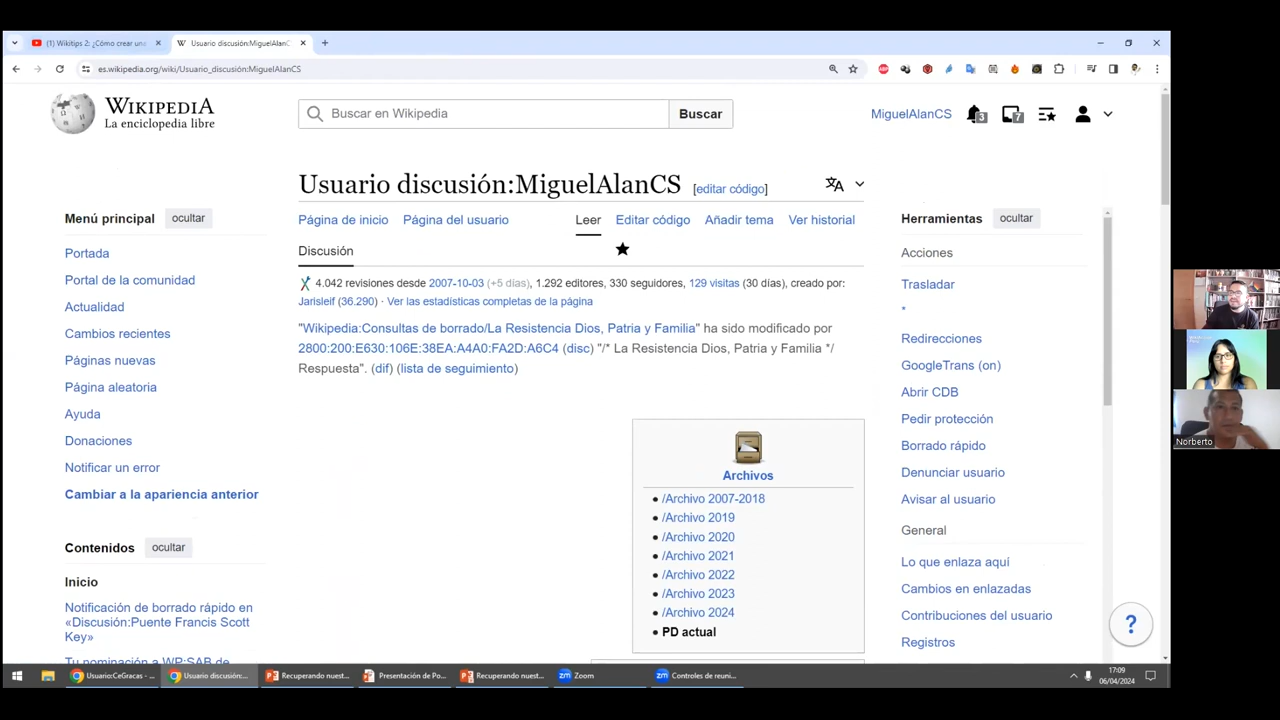 (1) Wikitips 2: ¿Cómo crear una
Usuario discusión:MiguelAlanC
es.wikipedia.org/wiki/Usuario_discusión:MiguelAlanCS
WIKIPEDIA
La enciclopedia libre
Buscar en Wikipedia
Buscar
MiguelAlanCS
3
7
Usuario discusión:MiguelAlanCS [editar código]
Página de inicio Página del usuario Leer Editar código Añadir tema Ver historial
Discusión
4.042 revisiones desde 2007-10-03 (+5 días), 1.292 editores, 330 seguidores, 129 visitas (30 días), creado por:
Jarisleif (36.290) · Ver las estadísticas completas de la página
"Wikipedia:Consultas de borrado/La Resistencia Dios, Patria y Familia" ha sido modificado por
2800:200:E630:106E:38EA:A4A0:FA2D:A6C4 (disc) "/* La Resistencia Dios, Patria y Familia */
Respuesta". (dif) (lista de seguimiento)
Archivos
/Archivo 2007-2018
/Archivo 2019
/Archivo 2020
/Archivo 2021
/Archivo 2022
/Archivo 2023
/Archivo 2024
PD actual
Menú principal ocultar
Portada
Portal de la comunidad
Actualidad
Cambios recientes
Páginas nuevas
Página aleatoria
Ayuda
Donaciones
Notificar un error
Cambiar a la apariencia anterior
Contenidos ocultar
Inicio
Notificación de borrado rápido en
«Discusión:Puente Francis Scott
Key»
Tu nominación a WP:SAB de
Herramientas ocultar
Acciones
Trasladar
*
Redirecciones
GoogleTrans (on)
Abrir CDB
Pedir protección
Borrado rápido
Denunciar usuario
Avisar al usuario
General
Lo que enlaza aquí
Cambios en enlazadas
Contribuciones del usuario
Registros
?
Norberto
Usuario:CeGracas - ...
Usuario discusión:...
Recuperando nuest...
Presentación de Po...
Recuperando nuest...
Zoom
Controles de reuni...
17:09
06/04/2024